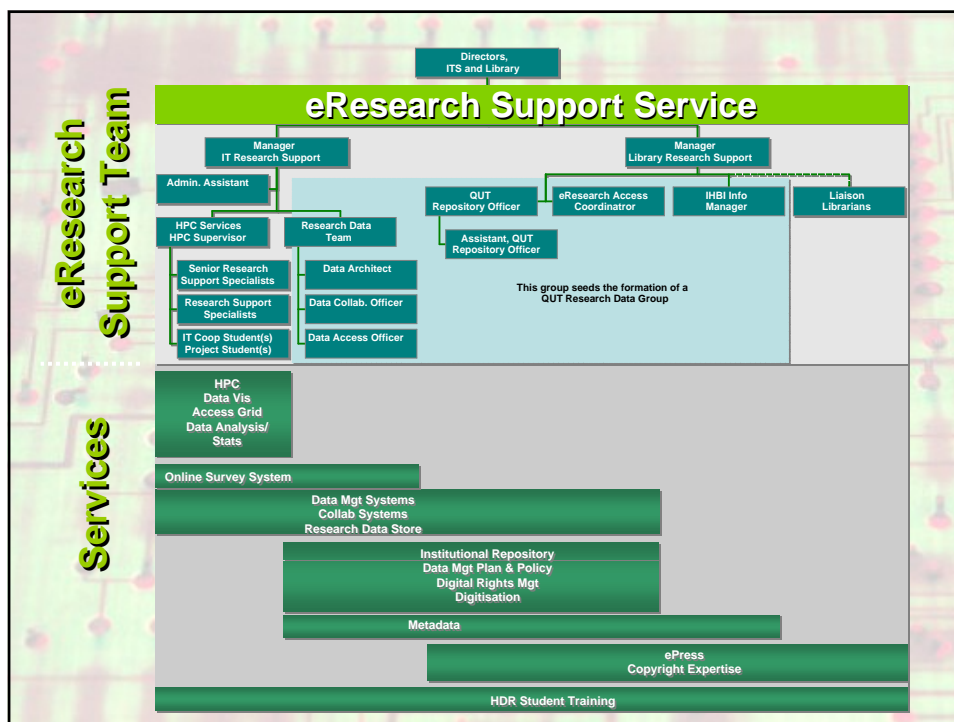 Directors,
ITS and Library
eResearch Support Service
eResearch
Support Team
Manager
IT Research Support
Manager
Library Research Support
Admin. Assistant
QUT
Repository Officer
eResearch Access
Coordinatror
IHBI Info
Manager
Liaison
Librarians
HPC Services
HPC Supervisor
Research Data
Team
Assistant, QUT
Repository Officer
Senior Research
Support Specialists
Data Architect
This group seeds the formation of a
QUT Research Data Group
Research Support
Specialists
Data Collab. Officer
IT Coop Student(s)
Project Student(s)
Data Access Officer
Services
HPC
Data Vis
Access Grid
Data Analysis/
Stats
Online Survey System
Data Mgt Systems
Collab Systems
Research Data Store
Institutional Repository
Data Mgt Plan & Policy
Digital Rights Mgt
Digitisation
Metadata
ePress
Copyright Expertise
HDR Student Training